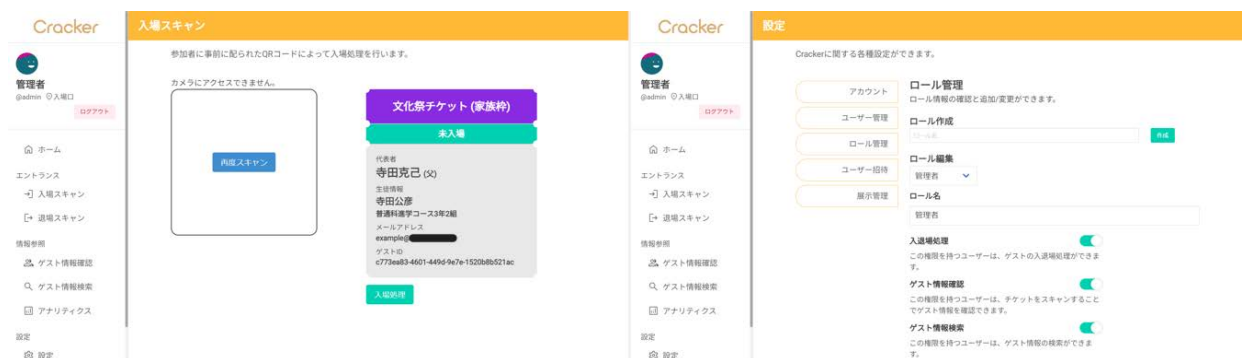 Cracker
管理者
@admin 入場口
ログアウト
ホーム
エントランス
入場スキャン
退場スキャン
情報参照
ゲスト情報確認
ゲスト情報検索
アナリティクス
設定
設定
入場スキャン
参加者に事前に配られたQRコードによって入場処理を行います。
カメラにアクセスできません。
再度スキャン
文化祭チケット (家族枠)
未入場
代表者
寺田克己 (父)
生徒情報
寺田公彦
普通科進学コース3年2組
メールアドレス
example@
ゲストID
c773ea83-4601-449d-9e7e-1520b8b521ac
入場処理
Cracker
管理者
@admin 入場口
ログアウト
ホーム
エントランス
入場スキャン
退場スキャン
情報参照
ゲスト情報確認
ゲスト情報検索
アナリティクス
設定
設定
設定
Crackerに関する各種設定ができます。
アカウント
ユーザー管理
ロール管理
ユーザー招待
展示管理
ロール管理
ロール情報の確認と追加/変更ができます。
ロール作成
ロール名
作成
ロール編集
管理者
ロール名
管理者
入退場処理
この権限を持つユーザーは、ゲストの入退場処理ができま
す。
ゲスト情報確認
この権限を持つユーザーは、チケットをスキャンすること
でゲスト情報を確認できます。
ゲスト情報検索
この権限を持つユーザーは、ゲスト情報の検索ができま
す。